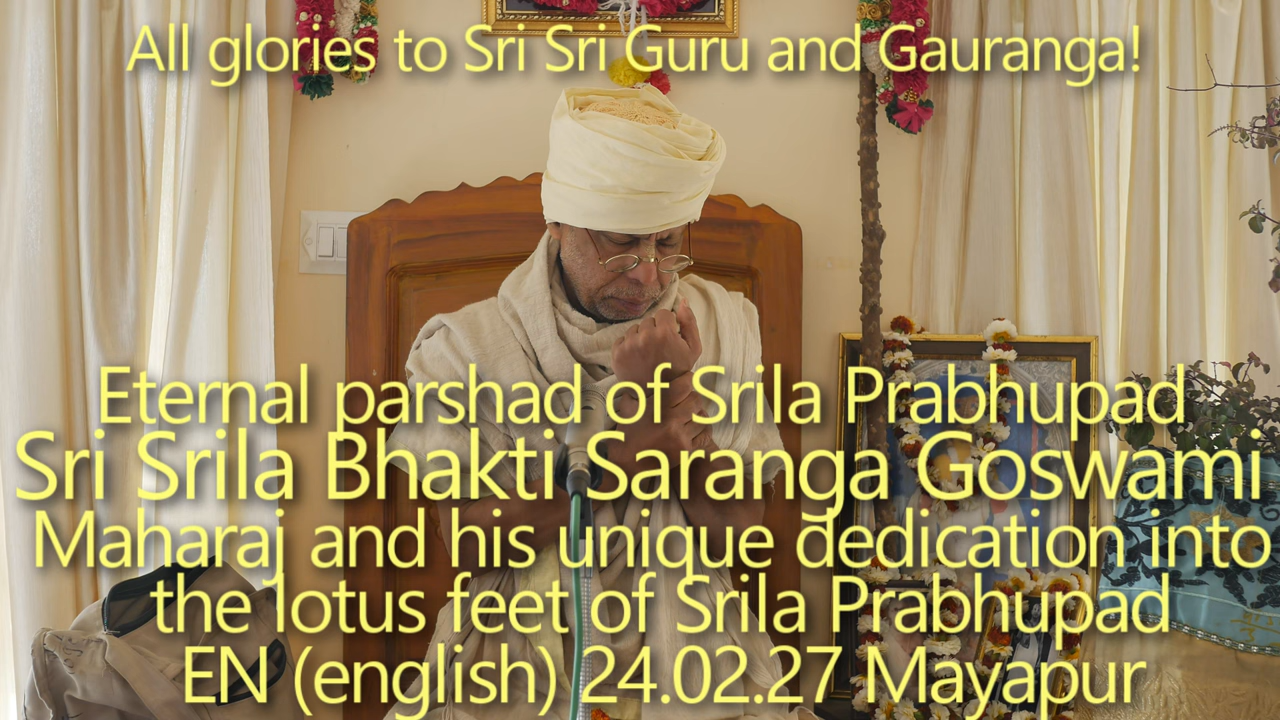 All glories to Sri Sri Guru and Gauranga!
Eternal parshad of Srila Prabhupad
Sri Srila Bhakti Saranga Goswami
Maharaj and his unique dedication into
the lotus feet of Srila Prabhupad
EN (english) 24.02.27 Mayapur